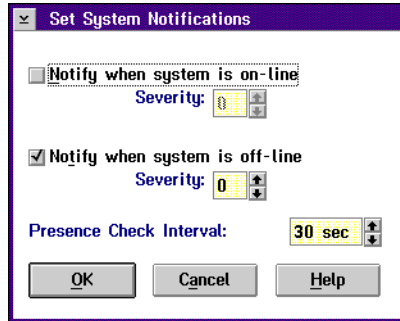 Set System Notifications
Notify when system is on-line
Severity: 0
Notify when system is off-line
Severity: 0
Presence Check Interval: 30 sec
OK Cancel Help